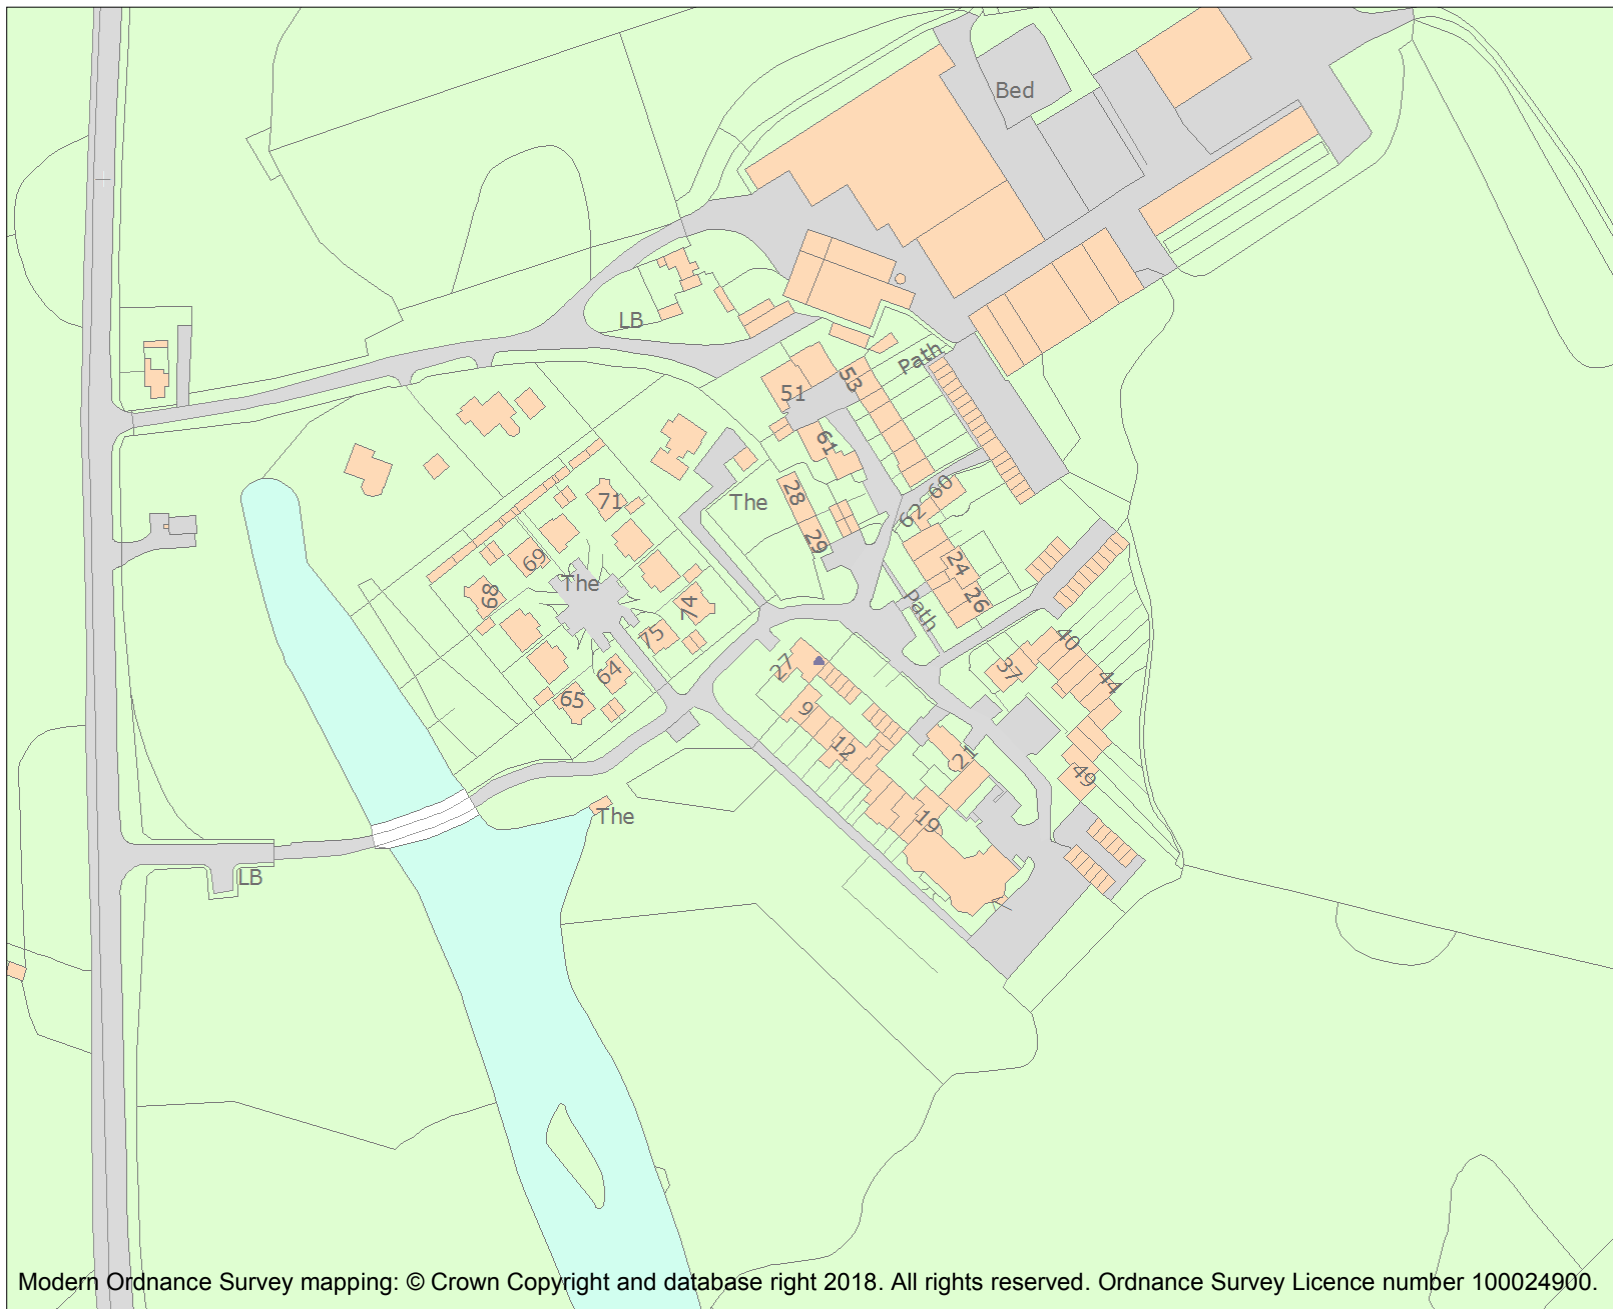 Bed
LB
Path
51
53
61
71
28
The
60
62
29
69
24
The
68
26
74
Path
75
40
27
37
64
44
65
9
12
21
49
The
19
LB
Modern Ordnance Survey mapping: © Crown Copyright and database right 2018. All rights reserved. Ordnance Survey Licence number 100024900.